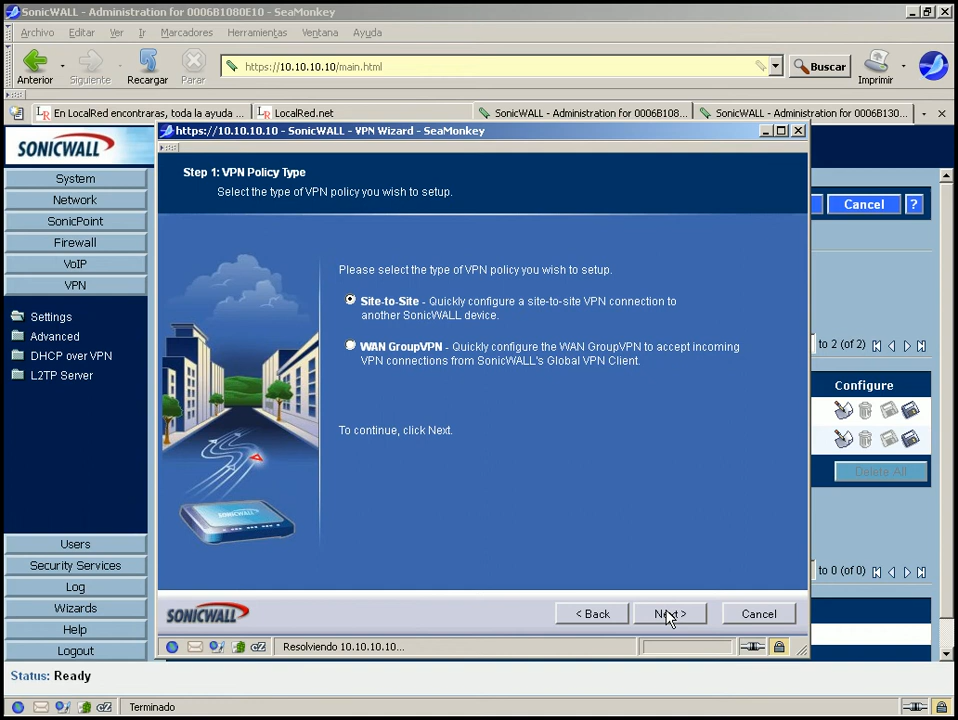 SonicWALL - Administration for 0006B1080E10 - SeaMonkey
Archivo Editar Ver Ir Marcadores Herramientas Ventana Ayuda
Anterior Siguiente Recargar Parar https://10.10.10.10/main.html Buscar Imprimir
En LocalRed encontraras, toda la ayuda ... LocalRed.net SonicWALL - Administration for 0006B108... SonicWALL - Administration for 0006B130...
https://10.10.10.10 - SonicWALL - VPN Wizard - SeaMonkey
SONICWALL
System
Network
SonicPoint
Firewall
VoIP
VPN
Settings
Advanced
DHCP over VPN
L2TP Server
Users
Security Services
Log
Wizards
Help
Logout
Step 1: VPN Policy Type
Select the type of VPN policy you wish to setup.
Please select the type of VPN policy you wish to setup.
Site-to-Site - Quickly configure a site-to-site VPN connection to
another SonicWALL device.
WAN GroupVPN - Quickly configure the WAN GroupVPN to accept incoming
VPN connections from SonicWALL's Global VPN Client.
To continue, click Next.
SONICWALL
SONICWALL
< Back Next > Cancel
Resolviendo 10.10.10.10...
Cancel ?
to 2 (of 2)
Configure
Delete All
to 0 (of 0)
Status: Ready
Terminado